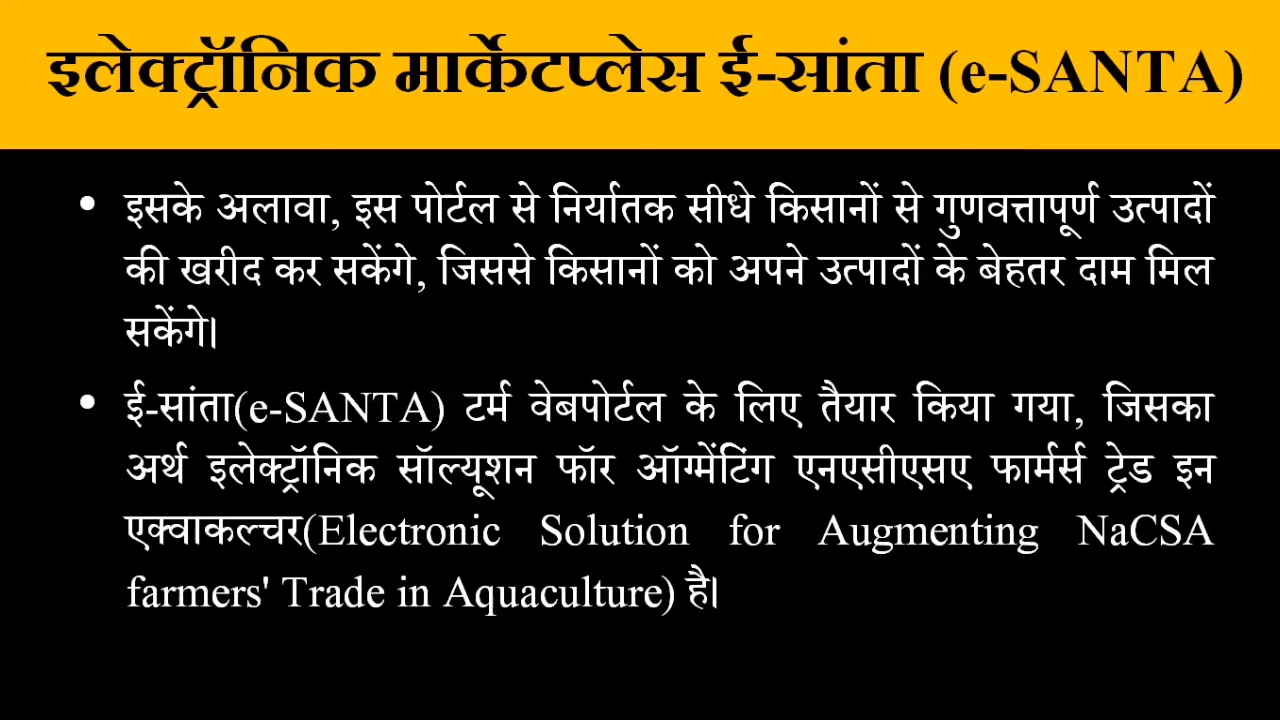 इलेक्ट्रॉनिक मार्केटप्लेस ई-सांता (e-SANTA)
• इसके अलावा, इस पोर्टल से निर्यातक सीधे किसानों से गुणवत्तापूर्ण उत्पादों
की खरीद कर सकेंगे, जिससे किसानों को अपने उत्पादों के बेहतर दाम मिल
सकेंगे।
• ई-सांता(e-SANTA) टर्म वेबपोर्टल के लिए तैयार किया गया, जिसका
अर्थ इलेक्ट्रॉनिक सॉल्यूशन फॉर ऑग्मेंटिंग एनएसीएसए फार्मर्स ट्रेड इन
एक्वाकल्चर(Electronic Solution for Augmenting NaCSA
farmers' Trade in Aquaculture) है।